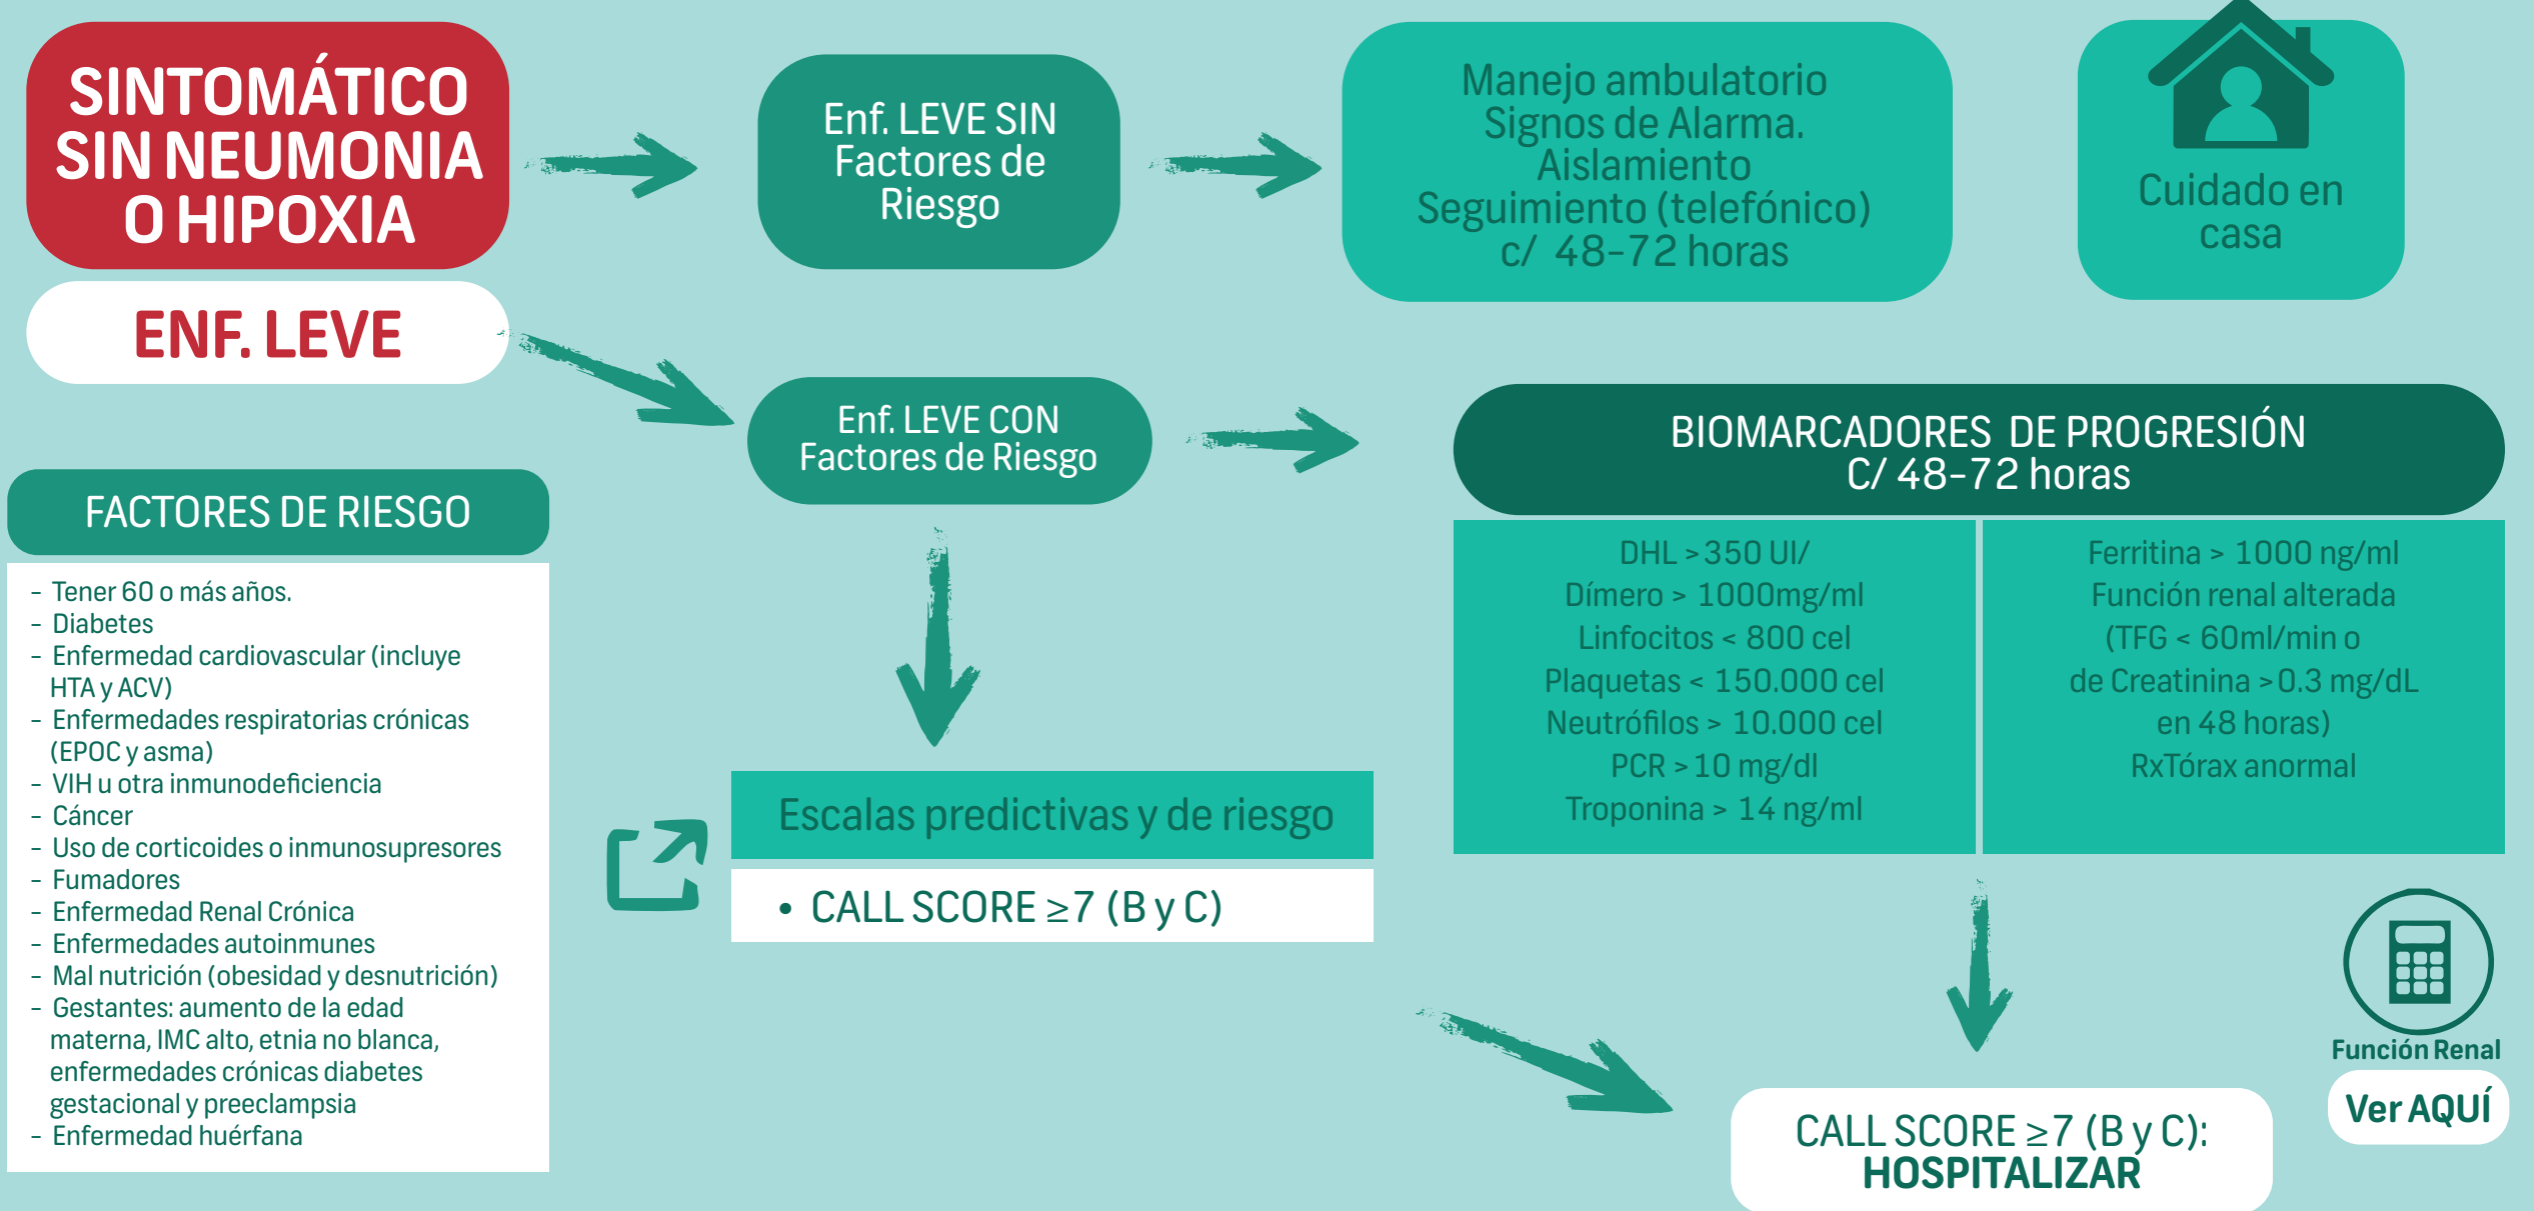 SINTOMÁTICO
SIN NEUMONIA
O HIPOXIA
ENF. LEVE
Enf. LEVE SIN
Factores de
Riesgo
Manejo ambulatorio
Signos de Alarma.
Aislamiento
Seguimiento (telefónico)
c/ 48-72 horas
Cuidado en
casa
Enf. LEVE CON
Factores de Riesgo
BIOMARCADORES DE PROGRESIÓN
C/ 48-72 horas
DHL > 350 UI/
Dímero > 1000mg/ml
Linfocitos < 800 cel
Plaquetas < 150.000 cel
Neutrófilos > 10.000 cel
PCR > 10 mg/dl
Troponina > 14 ng/ml
Ferritina > 1000 ng/ml
Función renal alterada
(TFG < 60ml/min o
de Creatinina > 0.3 mg/dL
en 48 horas)
RxTórax anormal
FACTORES DE RIESGO
- Tener 60 o más años.
- Diabetes
- Enfermedad cardiovascular (incluye
HTA y ACV)
- Enfermedades respiratorias crónicas
(EPOC y asma)
- VIH u otra inmunodeficiencia
- Cáncer
- Uso de corticoides o inmunosupresores
- Fumadores
- Enfermedad Renal Crónica
- Enfermedades autoinmunes
- Mal nutrición (obesidad y desnutrición)
- Gestantes: aumento de la edad
materna, IMC alto, etnia no blanca,
enfermedades crónicas diabetes
gestacional y preeclampsia
- Enfermedad huérfana
Escalas predictivas y de riesgo
• CALL SCORE ≥7 (B y C)
Función Renal
Ver AQUÍ
CALL SCORE ≥7 (B y C):
HOSPITALIZAR